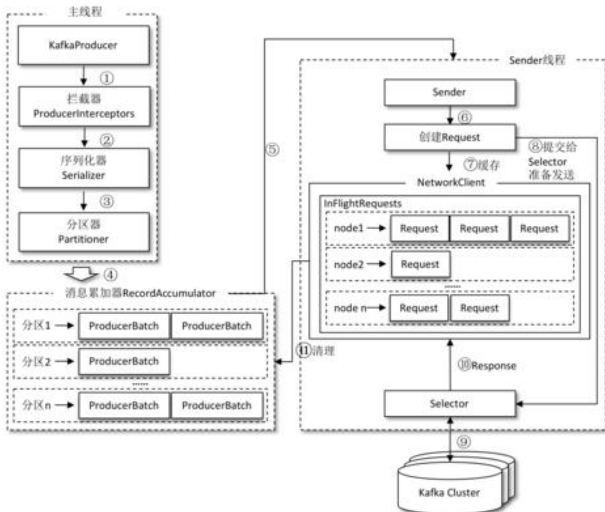 主线程
KafkaProducer
①
拦截器
ProducerInterceptors
②
序列化器
Serializer
③
分区器
Partitioner
④
消息累加器RecordAccumulator
分区1
ProducerBatch
ProducerBatch
分区2
ProducerBatch
......
分区n
ProducerBatch
ProducerBatch
⑤
Sender线程
Sender
⑥
创建Request
⑦缓存
⑧提交给
Selector
准备发送
NetworkClient
InFlightRequests
node1
Request
Request
Request
node2
Request
......
node n
Request
Request
⑪清理
⑩Response
Selector
⑨
Kafka Cluster